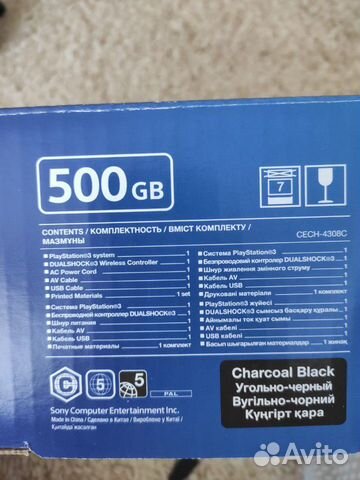 500 GB
7
CONTENTS / КОМПЛЕКТНОСТЬ / ВМІСТ КОМПЛЕКТУ /
МАЗМУНЫ
CECH-4308C
PlayStation®3 system 1
DUALSHOCK®3 Wireless Controller 1
AC Power Cord 1
AV Cable 1
USB Cable 1
Printed Materials 1 set
Система PlayStation®3 1
Беспроводной контроллер DUALSHOCK®3 1
Шнур питания 1
Кабель AV 1
Кабель USB 1
Печатные материалы 1 комплект
Система PlayStation®3 1
Безпроводовий контролер DUALSHOCK®3 1
Шнур живлення змінного струму 1
Кабель AV 1
Кабель USB 1
Друковані матеріали 1 комплект
PlayStation®3 жүйесі 1
DUALSHOCK®3 сымсыз басқару құралы 1
Айнымалы ток қуат сымы 1
AV кабелі 1
USB кабелі 1
Басып шығарылған материалдар 1 жинақ
5
5
PAL
Charcoal Black
Угольно-черный
Вугільно-чорний
Күңгірт қара
Sony Computer Entertainment Inc.
Made in China / Сделано в Китае / Вироблено у Китаї /
Қытайда жасалған
Avito